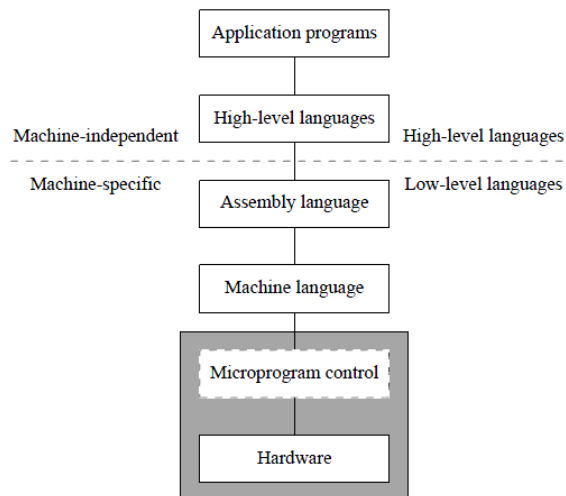 Application programs
High-level languages
Machine-independent
High-level languages
Machine-specific
Low-level languages
Assembly language
Machine language
Microprogram control
Hardware